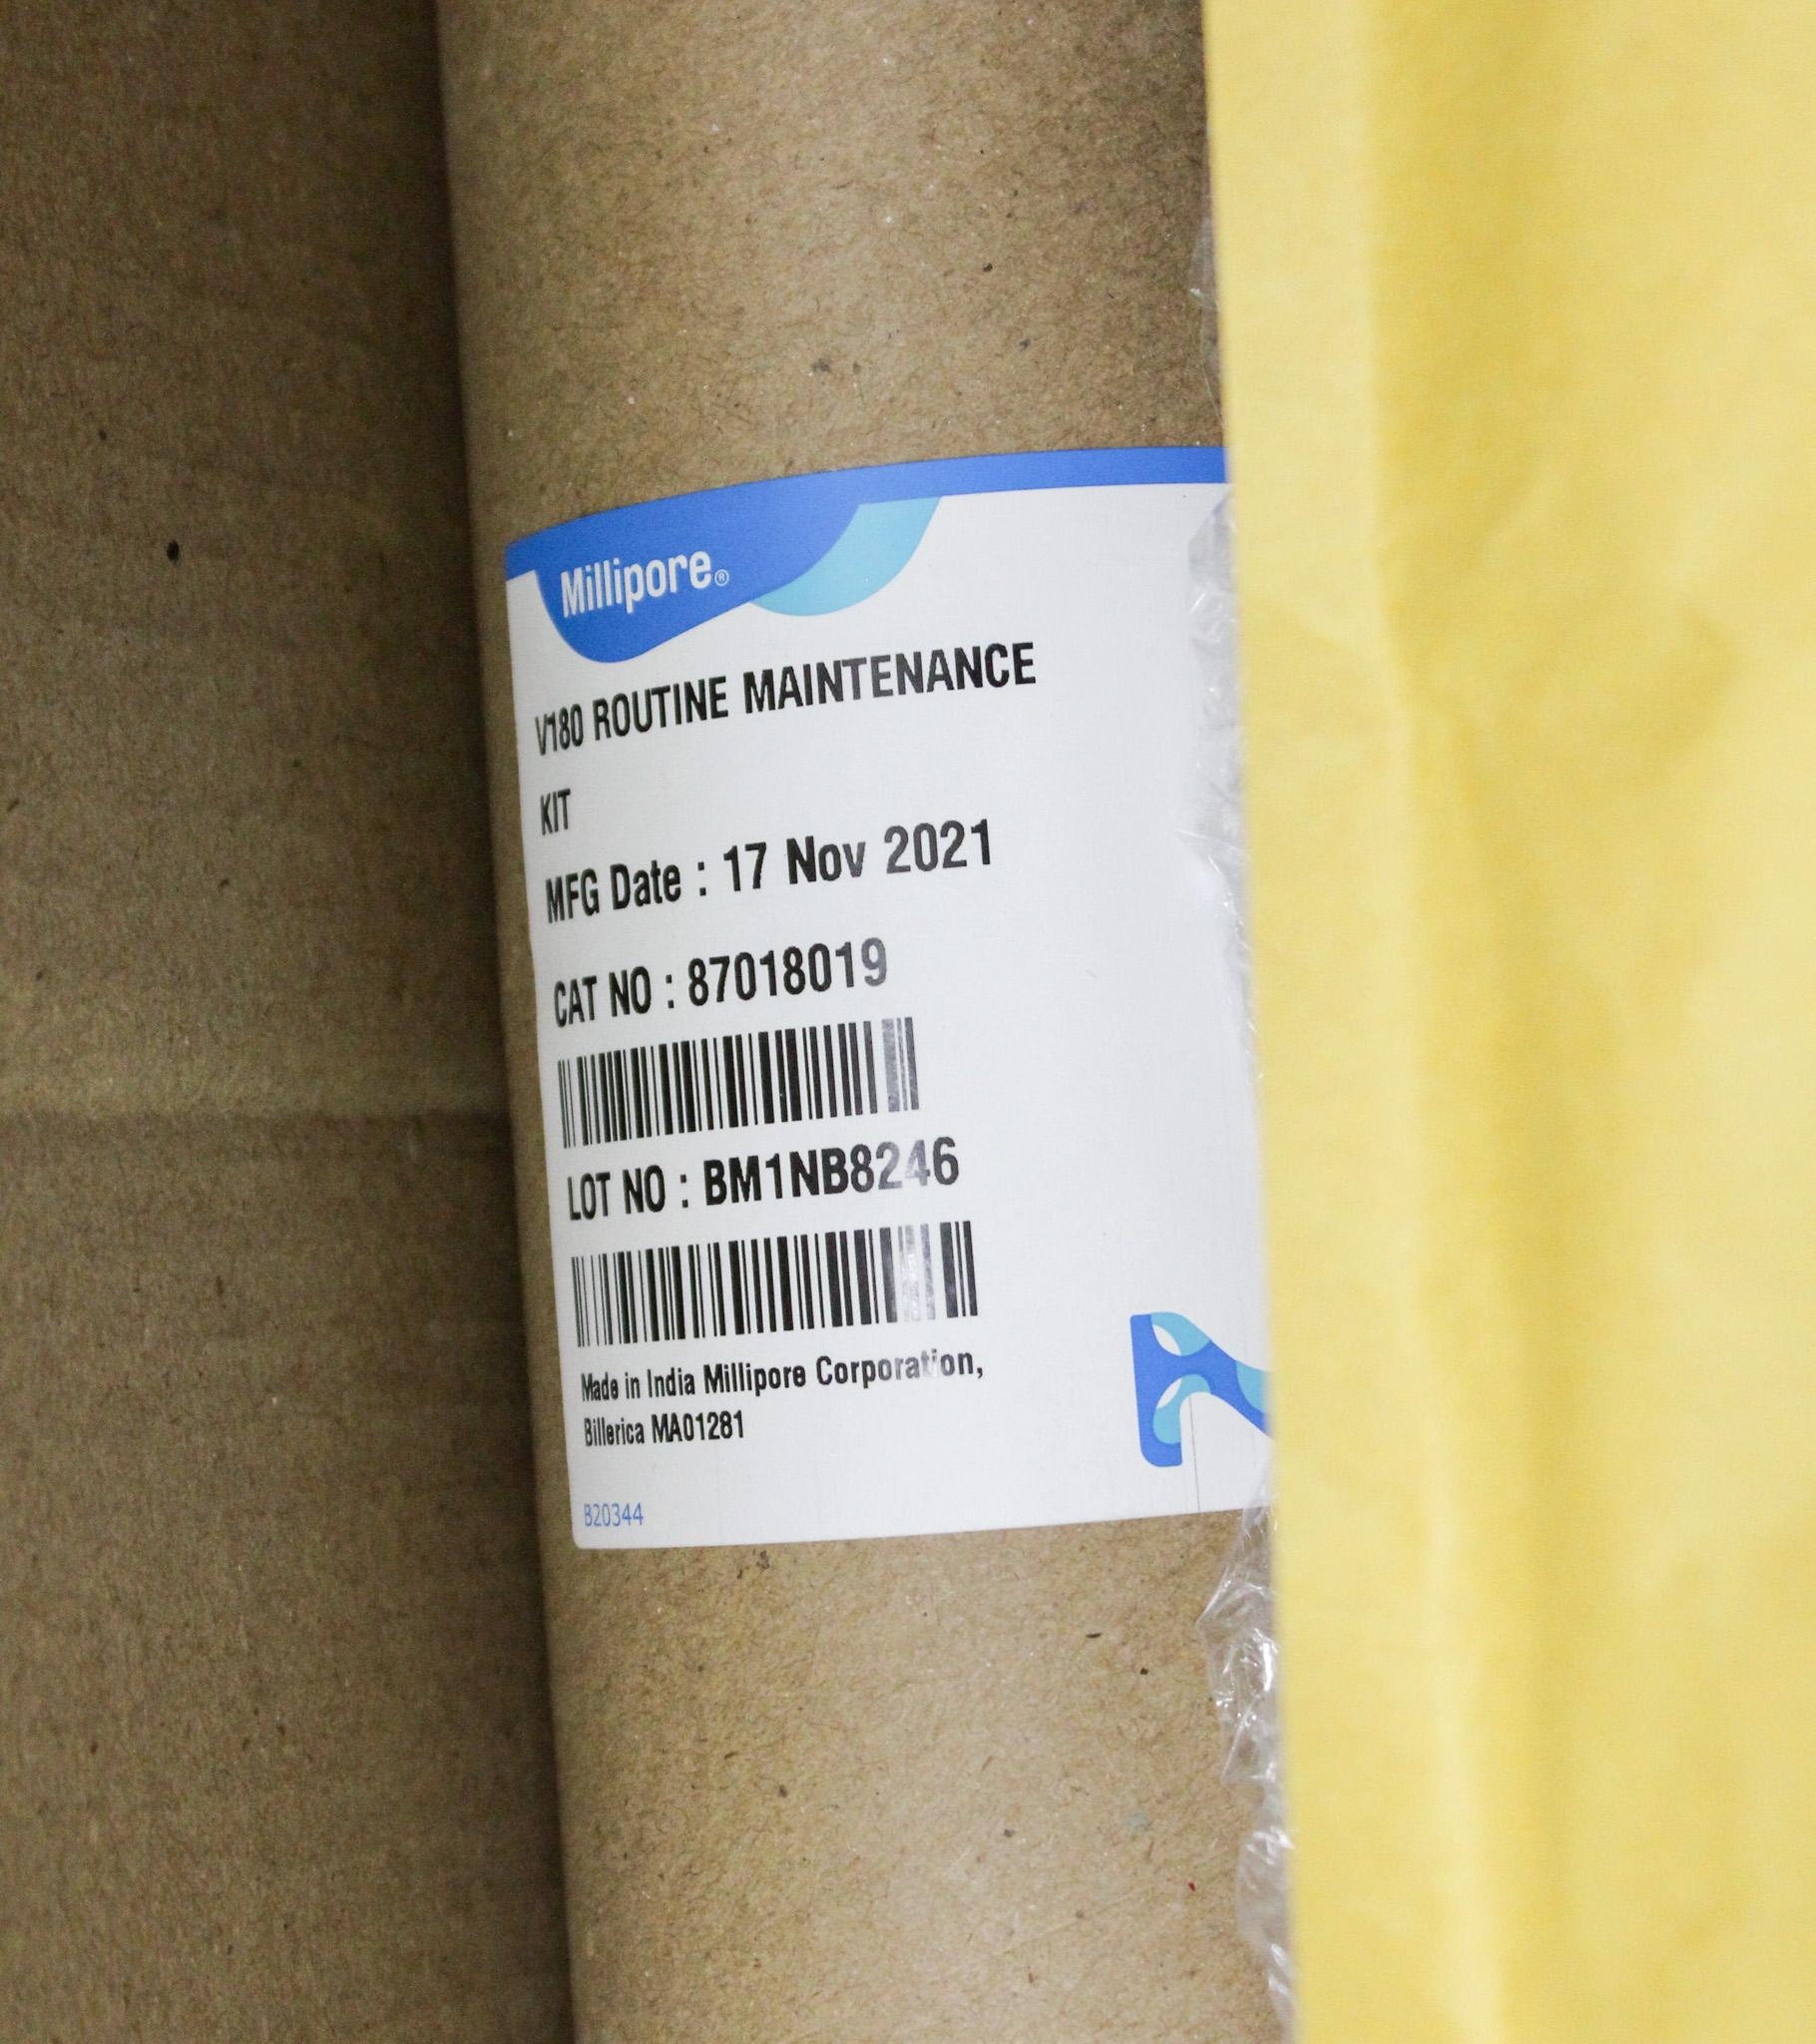 Millipore®
V180 ROUTINE MAINTENANCE
KIT
MFG Date : 17 Nov 2021
CAT NO : 87018019
LOT NO : BM1NB8246
Made in India Millipore Corporation,
Billerica MA01281
B20344